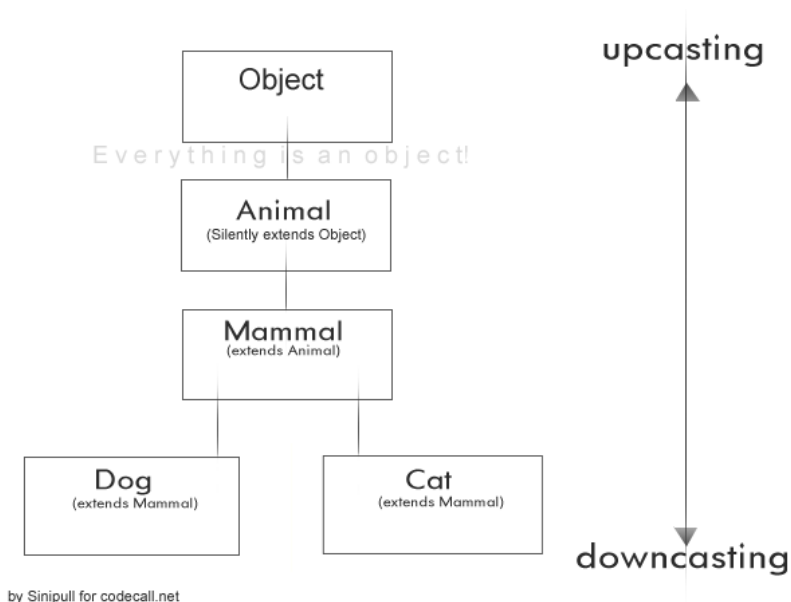 Object
upcasting
Everything is an object!
Animal
(Silently extends Object)
Mammal
(extends Animal)
Dog
(extends Mammal)
Cat
(extends Mammal)
downcasting
by Sinipull for codecall.net